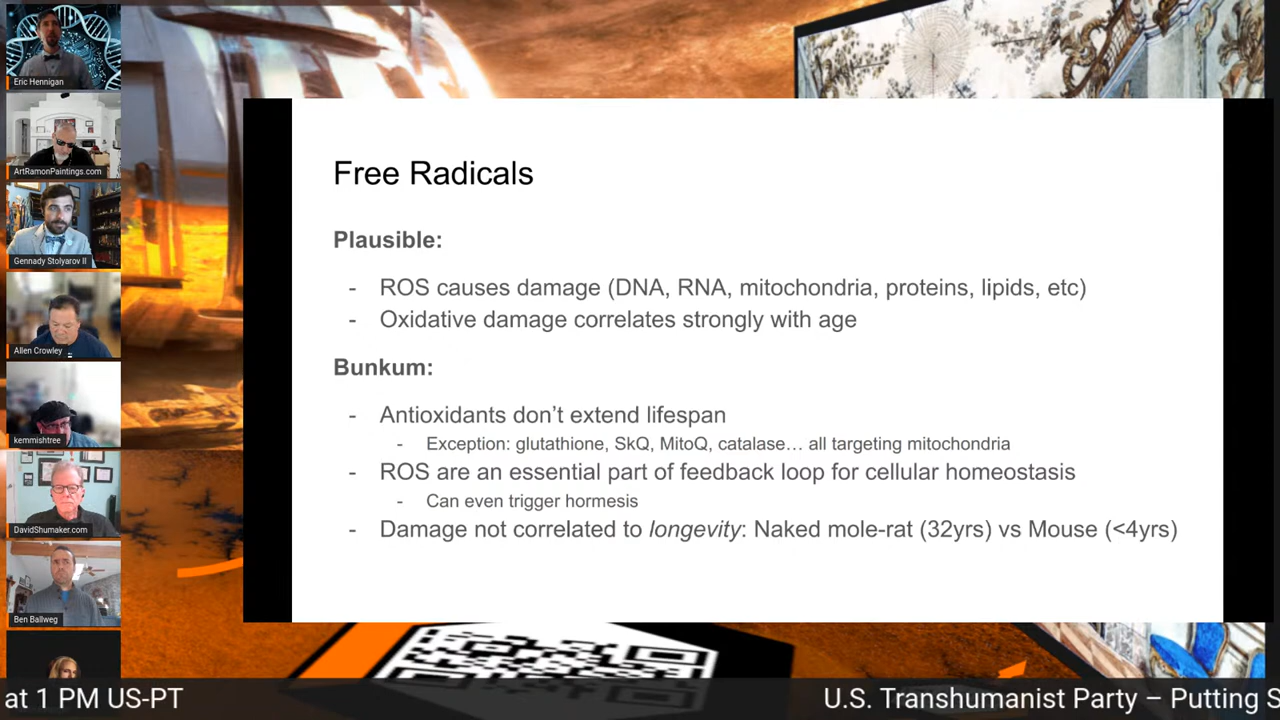 Eric Hennigan
ArtRamonPaintings.com
Gennady Stolyarov II
Allen Crowley
kemmishtree
DavidShumaker.com
Ben Ballweg
Free Radicals
Plausible:
- ROS causes damage (DNA, RNA, mitochondria, proteins, lipids, etc)
- Oxidative damage correlates strongly with age
Bunkum:
- Antioxidants don’t extend lifespan
- Exception: glutathione, SkQ, MitoQ, catalase… all targeting mitochondria
- ROS are an essential part of feedback loop for cellular homeostasis
- Can even trigger hormesis
- Damage not correlated to longevity: Naked mole-rat (32yrs) vs Mouse (<4yrs)
at 1 PM US-PT
U.S. Transhumanist Party – Putting S